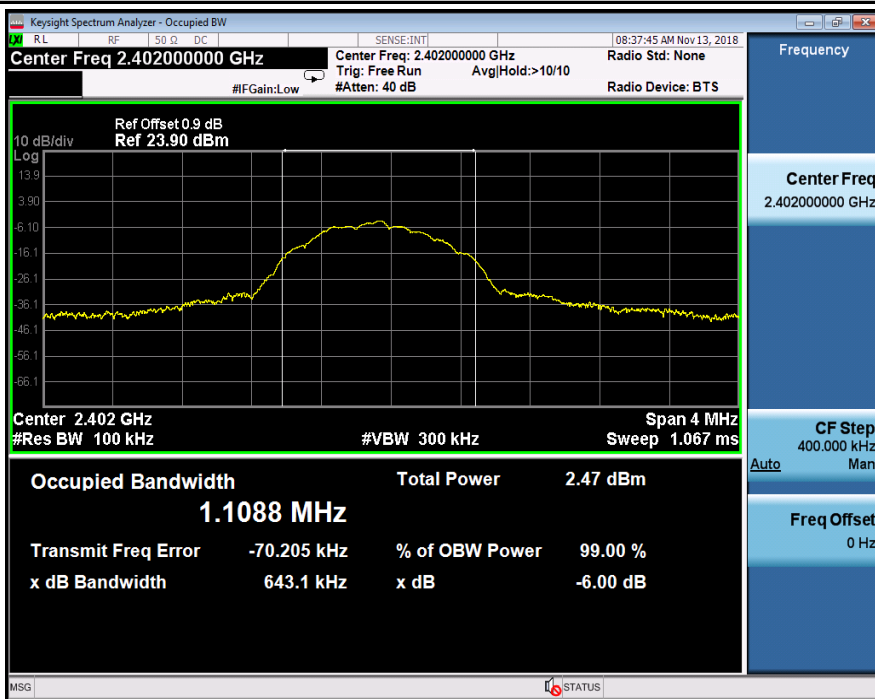 Keysight Spectrum Analyzer - Occupied BW
LXI RL RF 50 Ω DC SENSE:INT 08:37:45 AM Nov 13, 2018
Center Freq 2.402000000 GHz
Center Freq: 2.402000000 GHz
Radio Std: None
Trig: Free Run
Avg|Hold:>10/10
#IFGain:Low
#Atten: 40 dB
Radio Device: BTS
Ref Offset 0.9 dB
10 dB/div
Ref 23.90 dBm
Log
13.9
3.90
-6.10
-16.1
-26.1
-36.1
-46.1
-56.1
-66.1
Center 2.402 GHz
Span 4 MHz
#Res BW 100 kHz
#VBW 300 kHz
Sweep 1.067 ms
Occupied Bandwidth
Total Power 2.47 dBm
1.1088 MHz
Transmit Freq Error -70.205 kHz
% of OBW Power 99.00 %
x dB Bandwidth 643.1 kHz
x dB -6.00 dB
MSG
STATUS
Frequency
Center Freq
2.402000000 GHz
CF Step
400.000 kHz
Auto Man
Freq Offset
0 Hz